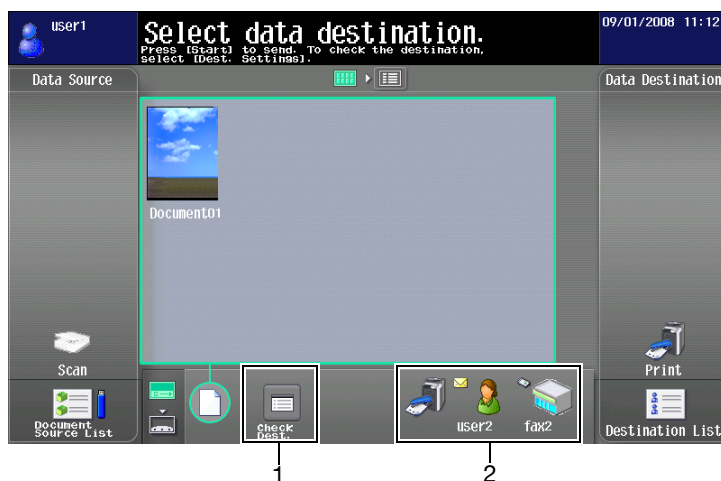 user1
Select data destination.
Press [Start] to send. To check the destination,
select [Dest. Settings].
09/01/2008 11:12
Data Source
Data Destination
Document01
Scan
Print
Document
Source List
Check
Dest.
user2
fax2
Destination List
1
2